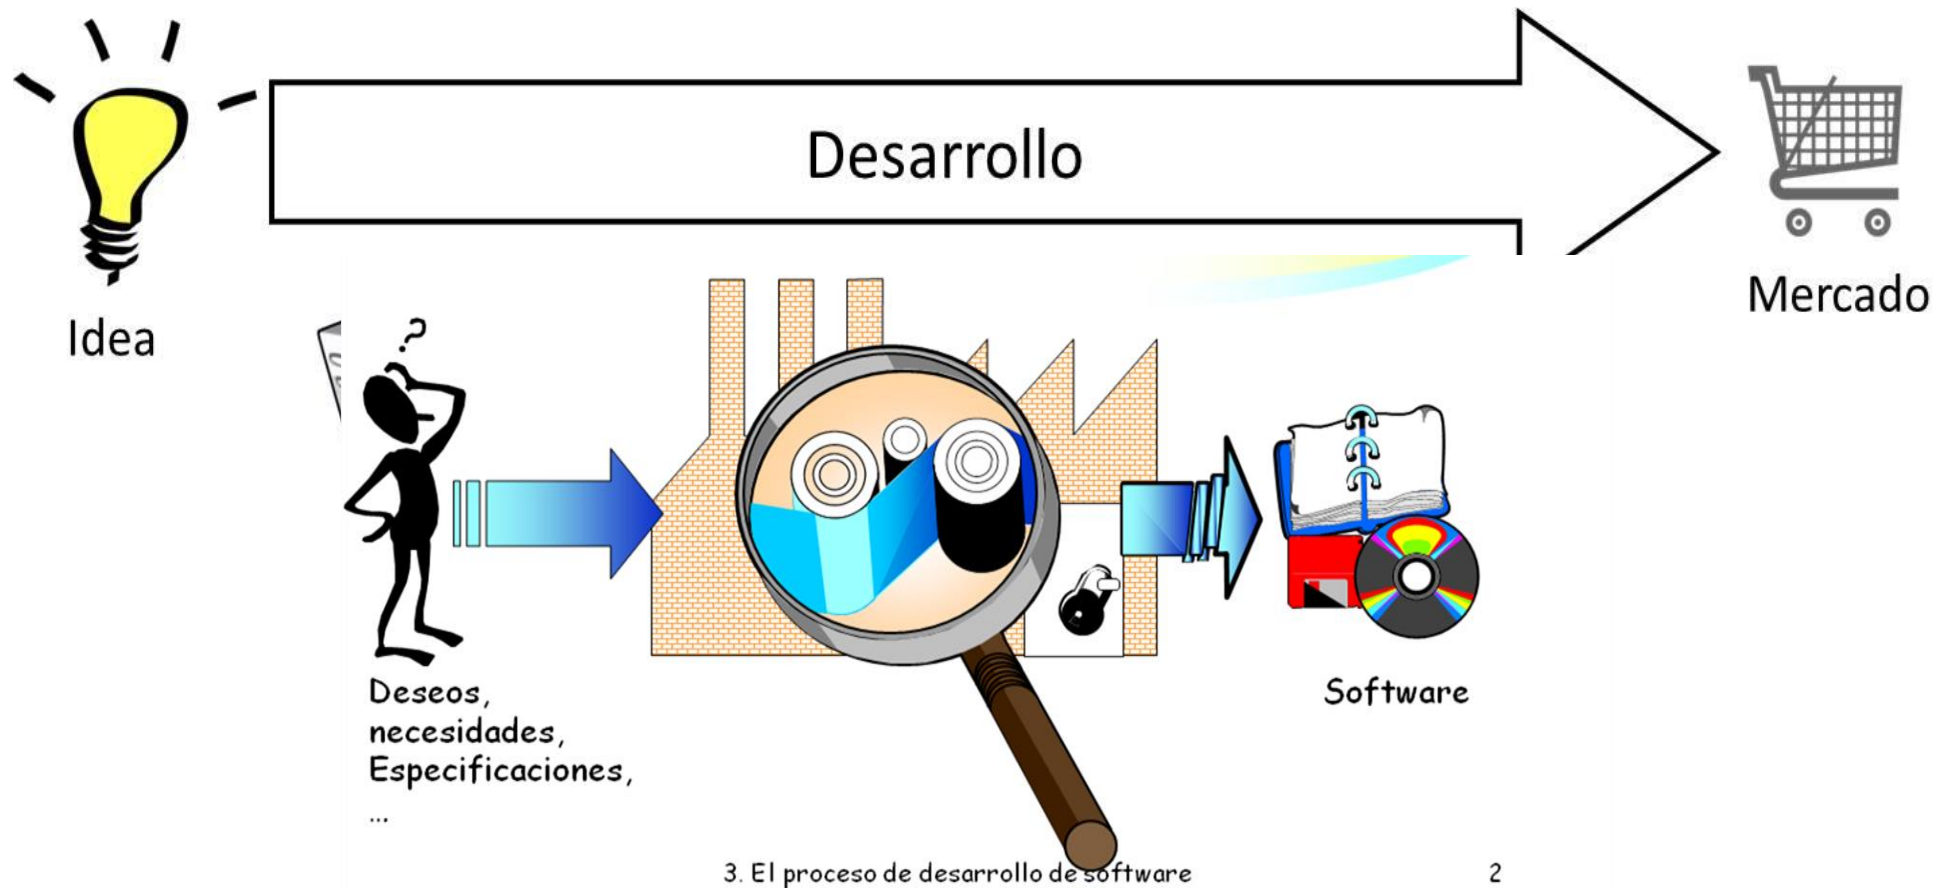 Desarrollo
Idea
Mercado
?
Deseos,
necesidades,
Especificaciones,
...
Software
3. El proceso de desarrollo de software
2